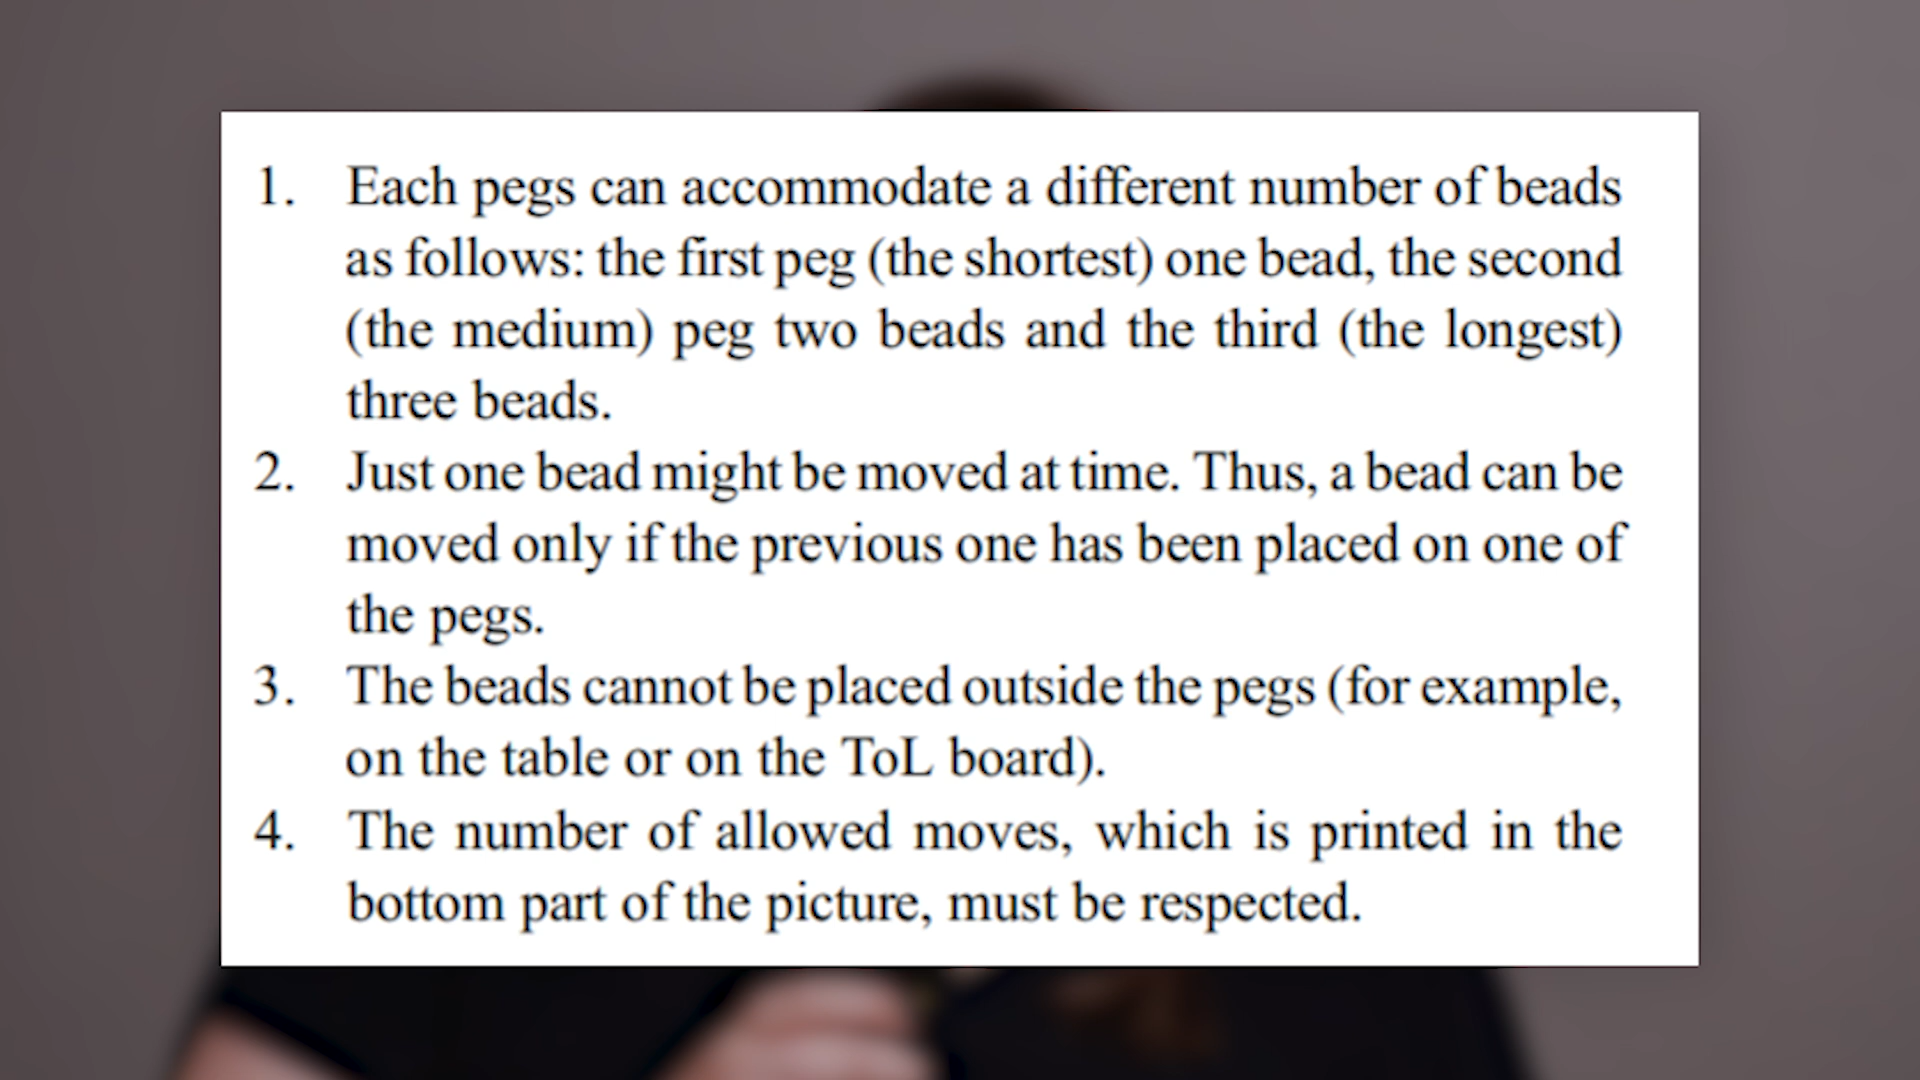 1. Each pegs can accommodate a different number of beads
as follows: the first peg (the shortest) one bead, the second
(the medium) peg two beads and the third (the longest)
three beads.
2. Just one bead might be moved at time. Thus, a bead can be
moved only if the previous one has been placed on one of
the pegs.
3. The beads cannot be placed outside the pegs (for example,
on the table or on the ToL board).
4. The number of allowed moves, which is printed in the
bottom part of the picture, must be respected.